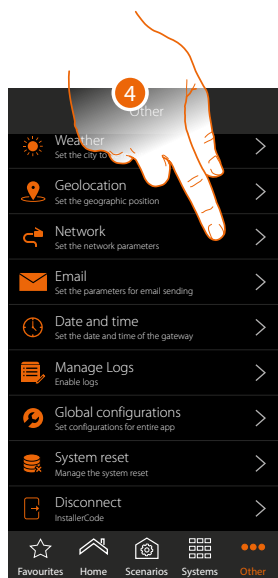 4
Other
Weather
Set the city to
Geolocation
Set the geographic position
Network
Set the network parameters
Email
Set the parameters for email sending
Date and time
Set the date and time of the gateway
Manage Logs
Enable logs
Global configurations
Set configurations for entire app
System reset
Manage the system reset
Disconnect
InstallerCode
Favourites Home Scenarios Systems Other